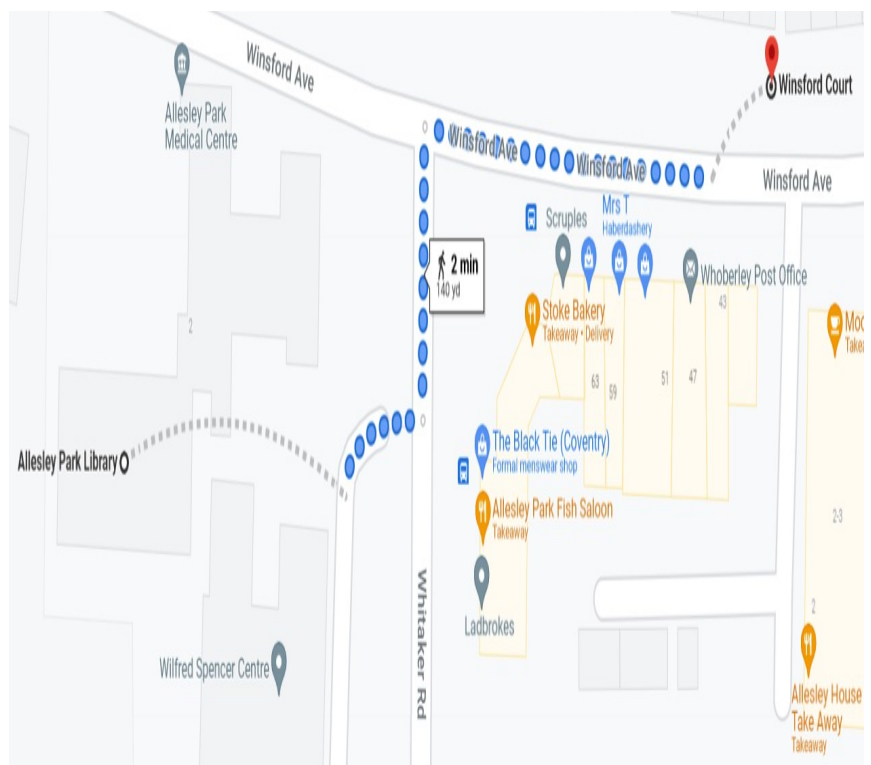 Winsford Ave
Winsford Court
Allesley Park
Medical Centre
Winsford Ave
Winsford Ave
Winsford Ave
Mrs T
Haberdashery
Scruples
2 min
140 yd
Whoberley Post Office
43
Stoke Bakery
Takeaway • Delivery
Moc
Takea
2
63
59
51
47
The Black Tie (Coventry)
Formal menswear shop
Allesley Park Library
Allesley Park Fish Saloon
Takeaway
2-3
Whitaker Rd
2
Ladbrokes
Wilfred Spencer Centre
Allesley House
Take Away
Takeaway